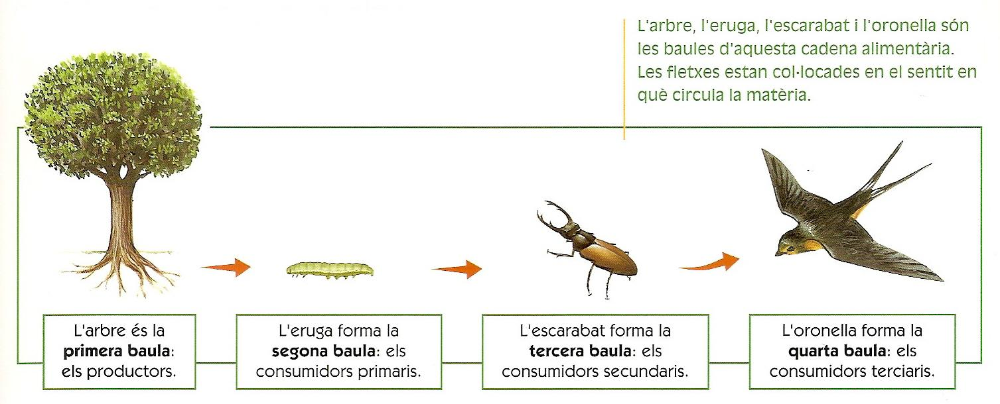 L'arbre, l'eruga, l'escarabat i l'oronella són
les baules d'aquesta cadena alimentària.
Les fletxes estan col·locades en el sentit en
què circula la matèria.
L'arbre és la
primera baula:
els productors.
L'eruga forma la
segona baula: els
consumidors primaris.
L'escarabat forma la
tercera baula: els
consumidors secundaris.
L'oronella forma la
quarta baula: els
consumidors terciaris.